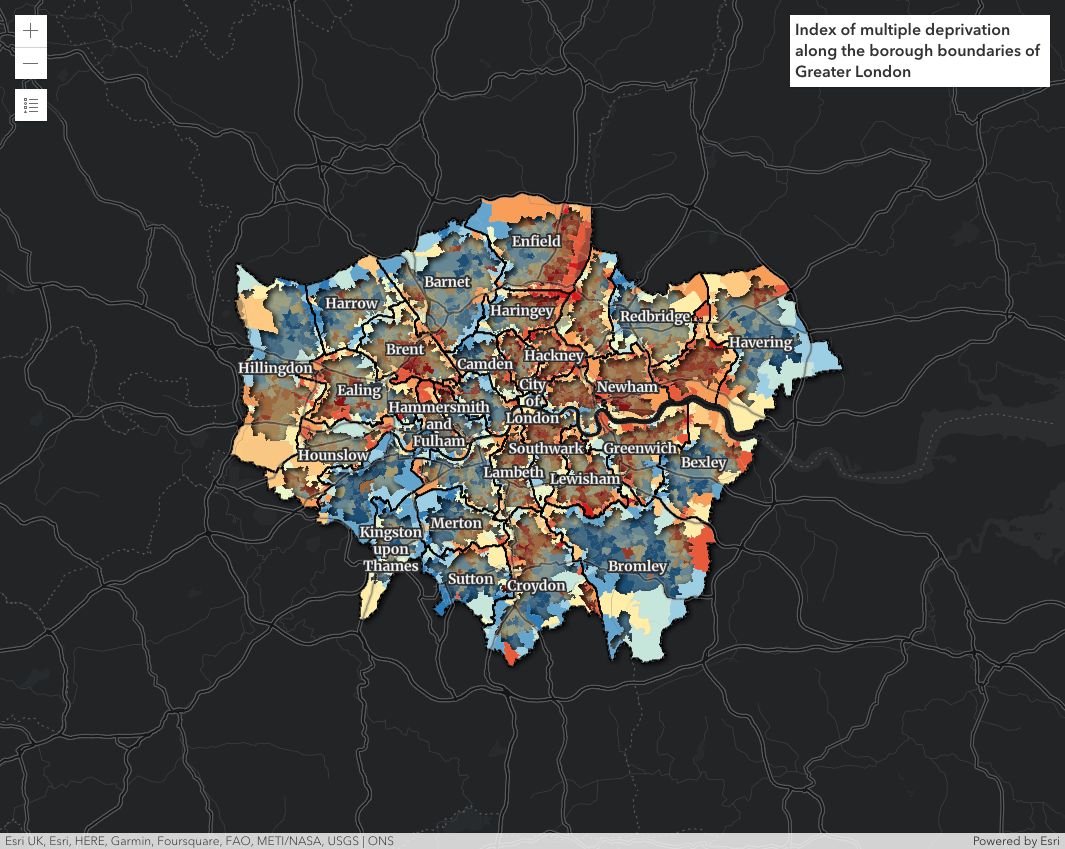 Index of multiple deprivation
along the borough boundaries of
Greater London
Enfield
Barnet
Harrow
Haringey
Redbridge
Havering
Brent
Hackney
Camden
Hillingdon
Ealing
City
of
London
Newham
Hammersmith
and
Fulham
Hounslow
Southwark
Greenwich
Bexley
Lambeth
Lewisham
Merton
Kingston
upon
Thames
Sutton
Croydon
Bromley
Esri UK, Esri, HERE, Garmin, Foursquare, FAO, METI/NASA, USGS | ONS
Powered by Esri